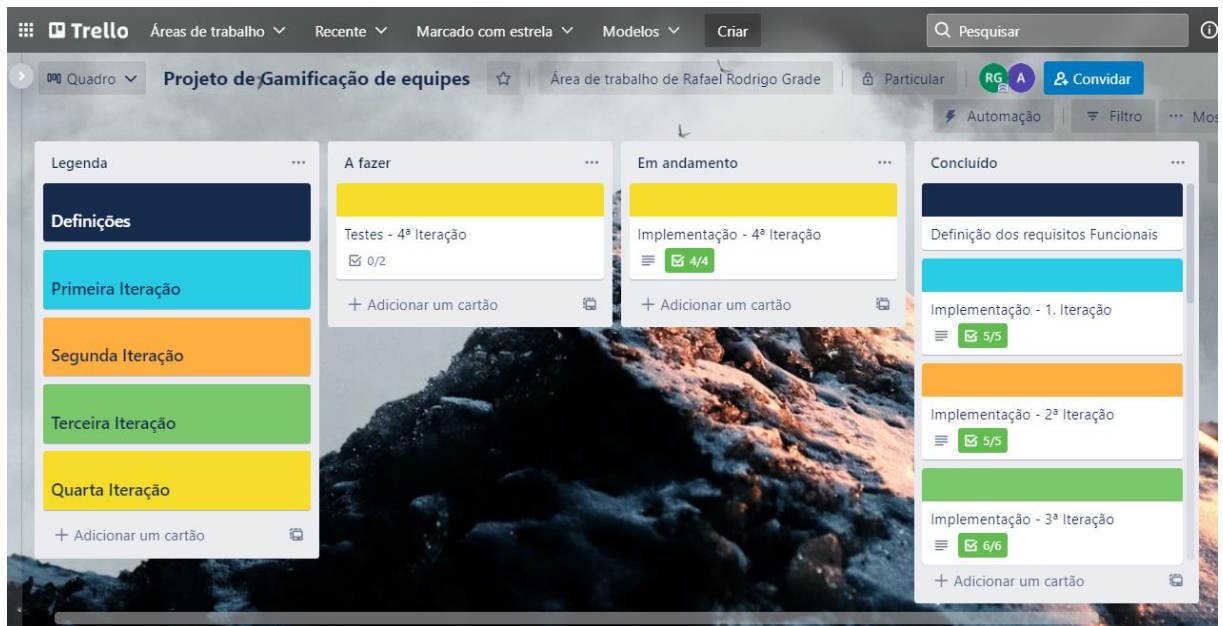 Trello Áreas de trabalho Recente Marcado com estrela Modelos Criar Pesquisar
Quadro Projeto de Gamificação de equipes Área de trabalho de Rafael Rodrigo Grade Particular RG A Convidar
Automação Filtro
Legenda
Definições
Primeira Iteração
Segunda Iteração
Terceira Iteração
Quarta Iteração
+ Adicionar um cartão
A fazer
Testes - 4ª Iteração
0/2
+ Adicionar um cartão
Em andamento
Implementação - 4ª Iteração
4/4
+ Adicionar um cartão
Concluído
Definição dos requisitos Funcionais
Implementação - 1. Iteração
5/5
Implementação - 2ª Iteração
5/5
Implementação - 3ª Iteração
6/6
+ Adicionar um cartão